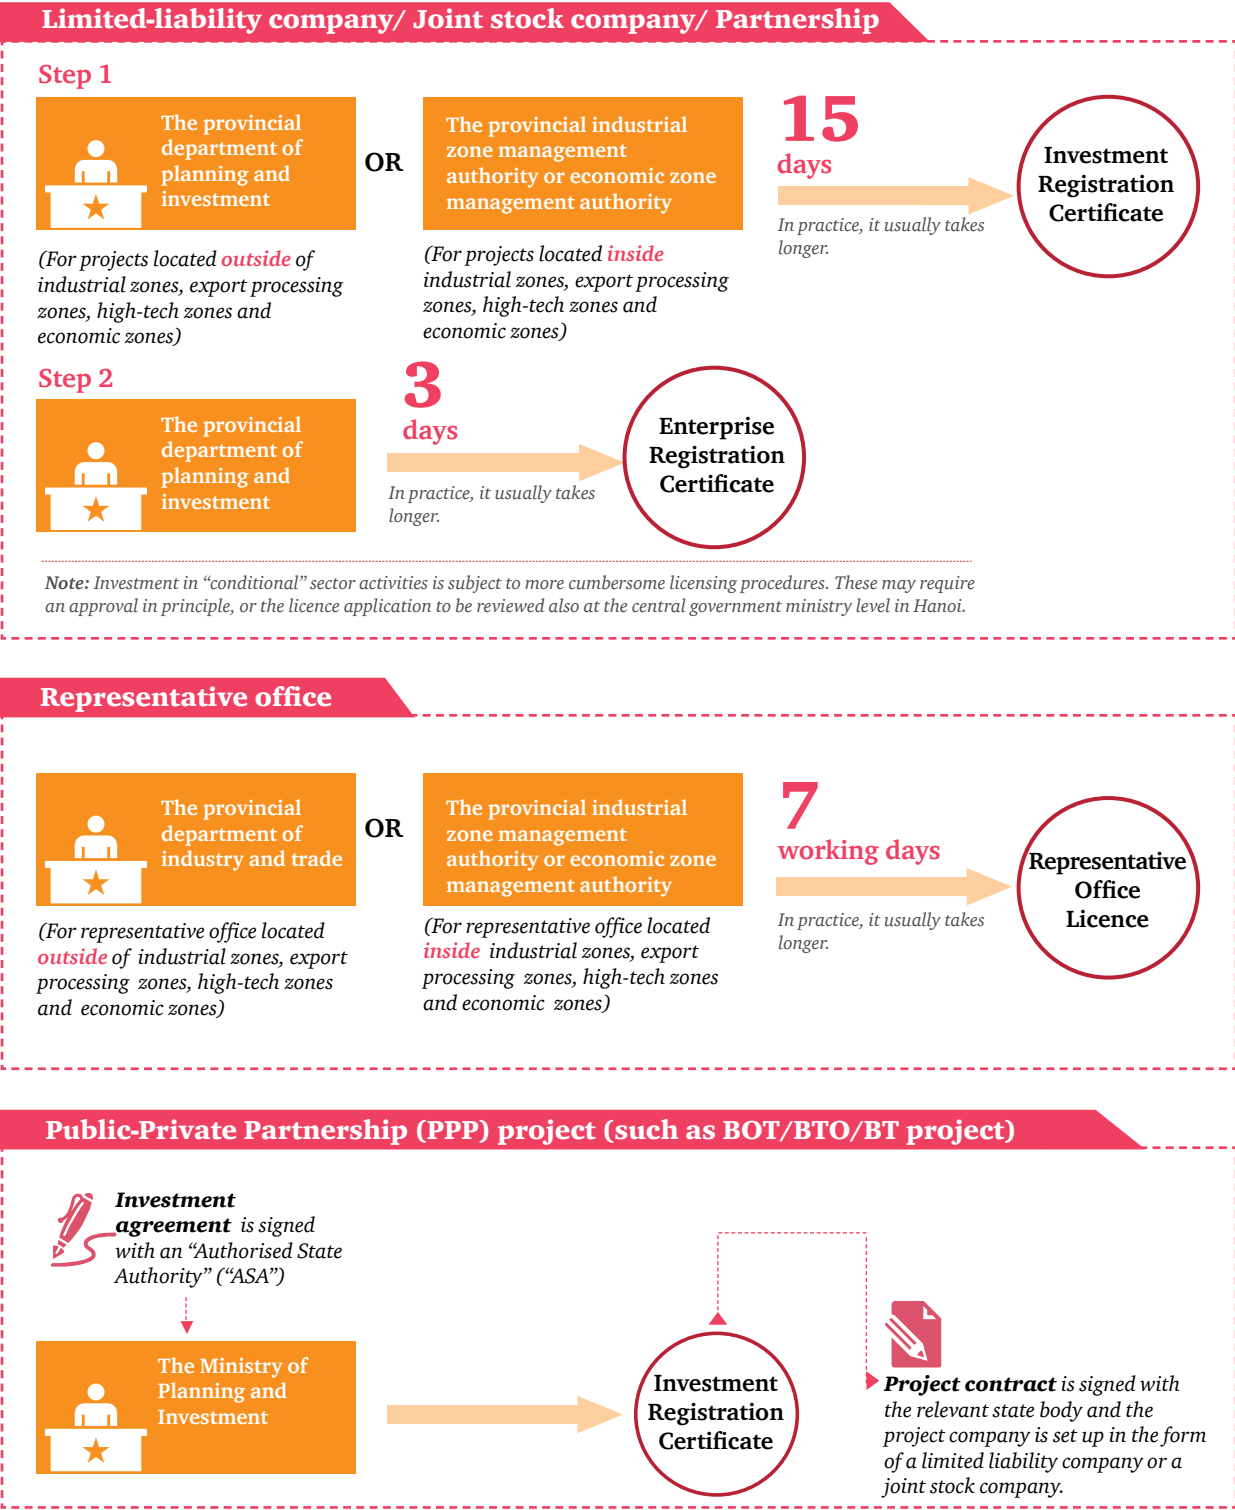 Limited-liability company/ Joint stock company/ Partnership
Step 1
The provincial
department of
planning and
investment
OR
The provincial industrial
zone management
authority or economic zone
management authority
15
days
In practice, it usually takes
longer.
Investment
Registration
Certificate
(For projects located outside of
industrial zones, export processing
zones, high-tech zones and
economic zones)
(For projects located inside
industrial zones, export processing
zones, high-tech zones and
economic zones)
Step 2
The provincial
department of
planning and
investment
3
days
In practice, it usually takes
longer.
Enterprise
Registration
Certificate
Note: Investment in “conditional” sector activities is subject to more cumbersome licensing procedures. These may require
an approval in principle, or the licence application to be reviewed also at the central government ministry level in Hanoi.
Representative office
The provincial
department of
industry and trade
OR
The provincial industrial
zone management
authority or economic zone
management authority
7
working days
In practice, it usually takes
longer.
Representative
Office
Licence
(For representative office located
outside of industrial zones, export
processing zones, high-tech zones
and economic zones)
(For representative office located
inside industrial zones, export
processing zones, high-tech zones
and economic zones)
Public-Private Partnership (PPP) project (such as BOT/BTO/BT project)
Investment
agreement is signed
with an “Authorised State
Authority” (“ASA”)
The Ministry of
Planning and
Investment
Investment
Registration
Certificate
Project contract is signed with
the relevant state body and the
project company is set up in the form
of a limited liability company or a
joint stock company.